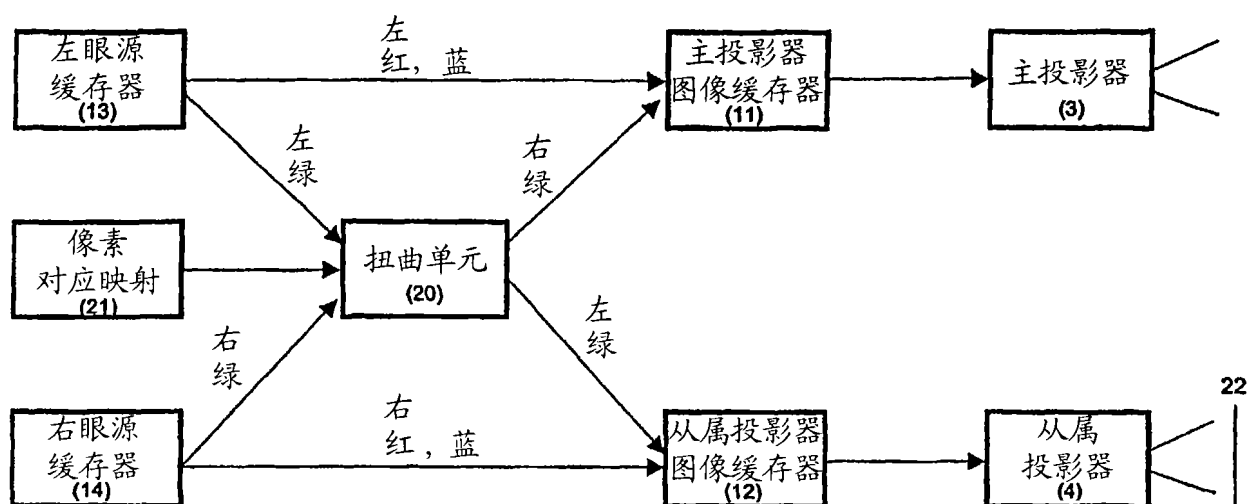 左眼源
缓存器
(13)
左
红，蓝
主投影器
图像缓存器
(11)
主投影器
(3)
左
绿
右
绿
像素
对应映射
(21)
扭曲单元
(20)
右
绿
左
绿
右眼源
缓存器
(14)
右
红，蓝
从属投影器
图像缓存器
(12)
从属
投影器
(4)
22